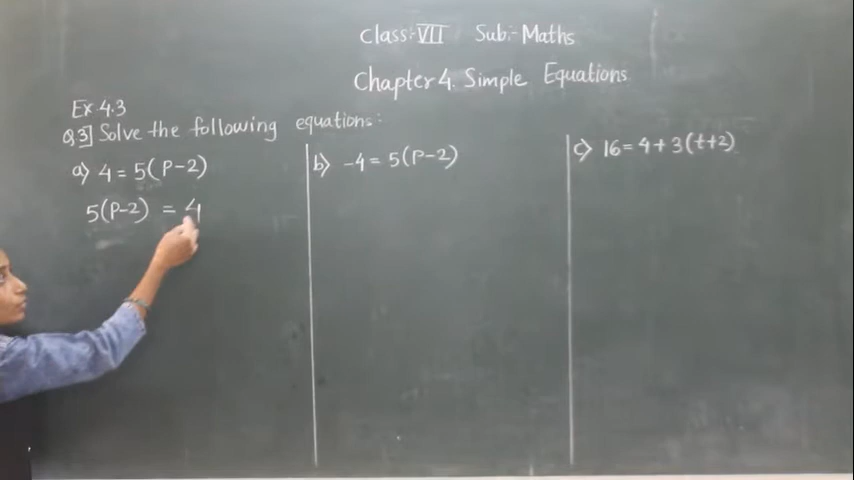 Class:-VII Sub:- Maths
Chapter 4. Simple Equations
Ex 4.3
Q3] Solve the following equations:
a) 4 = 5(P-2)
5(P-2) = 4
b) -4 = 5(P-2)
c) 16 = 4 + 3(t+2)